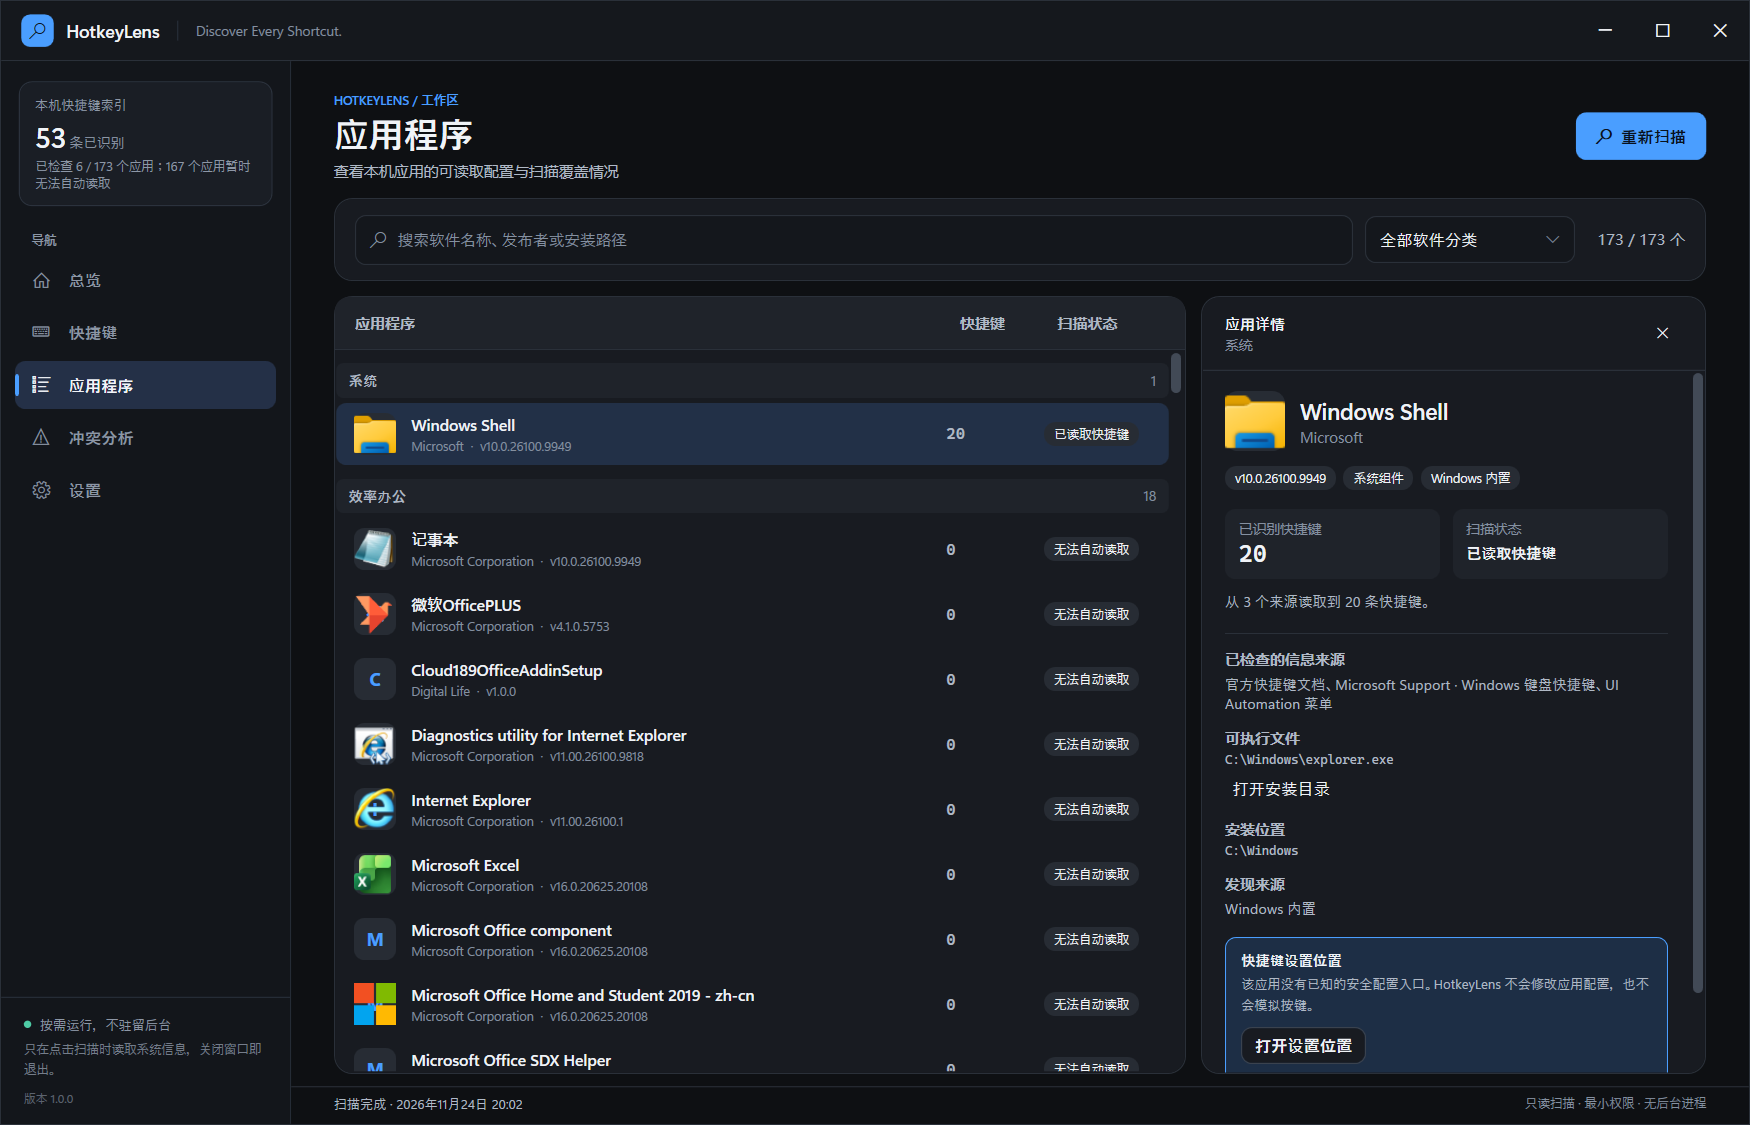 HotkeyLens
Discover Every Shortcut.
本机快捷键索引
53 条已识别
已检查 6 / 173 个应用；167 个应用暂时
无法自动读取
导航
总览
快捷键
应用程序
冲突分析
设置
按需运行，不驻留后台
只在点击扫描时读取系统信息，关闭窗口即
退出。
版本 1.0.0
HOTKEYLENS / 工作区
应用程序
查看本机应用的可读取配置与扫描覆盖情况
重新扫描
搜索软件名称、发布者或安装路径
全部软件分类
173 / 173 个
应用程序 快捷键 扫描状态
系统 1
Windows Shell
Microsoft · v10.0.26100.9949
20
已读取快捷键
效率办公 18
记事本
Microsoft Corporation · v10.0.26100.9949
0
无法自动读取
微软OfficePLUS
Microsoft Corporation · v4.1.0.5753
0
无法自动读取
C
Cloud189OfficeAddinSetup
Digital Life · v1.0.0
0
无法自动读取
Diagnostics utility for Internet Explorer
Microsoft Corporation · v11.00.26100.9818
0
无法自动读取
Internet Explorer
Microsoft Corporation · v11.00.26100.1
0
无法自动读取
Microsoft Excel
Microsoft Corporation · v16.0.20625.20108
0
无法自动读取
M
Microsoft Office component
Microsoft Corporation · v16.0.20625.20108
0
无法自动读取
Microsoft Office Home and Student 2019 - zh-cn
Microsoft Corporation · v16.0.20625.20108
0
无法自动读取
M
Microsoft Office SDX Helper
0
无法自动读取
应用详情
系统
Windows Shell
Microsoft
v10.0.26100.9949 系统组件 Windows 内置
已识别快捷键
20
扫描状态
已读取快捷键
从 3 个来源读取到 20 条快捷键。
已检查的信息来源
官方快捷键文档、Microsoft Support · Windows 键盘快捷键、UI
Automation 菜单
可执行文件
C:\Windows\explorer.exe
打开安装目录
安装位置
C:\Windows
发现来源
Windows 内置
快捷键设置位置
该应用没有已知的安全配置入口。HotkeyLens 不会修改应用配置，也不
会模拟按键。
打开设置位置
扫描完成 · 2026年11月24日 20:02
只读扫描 · 最小权限 · 无后台进程